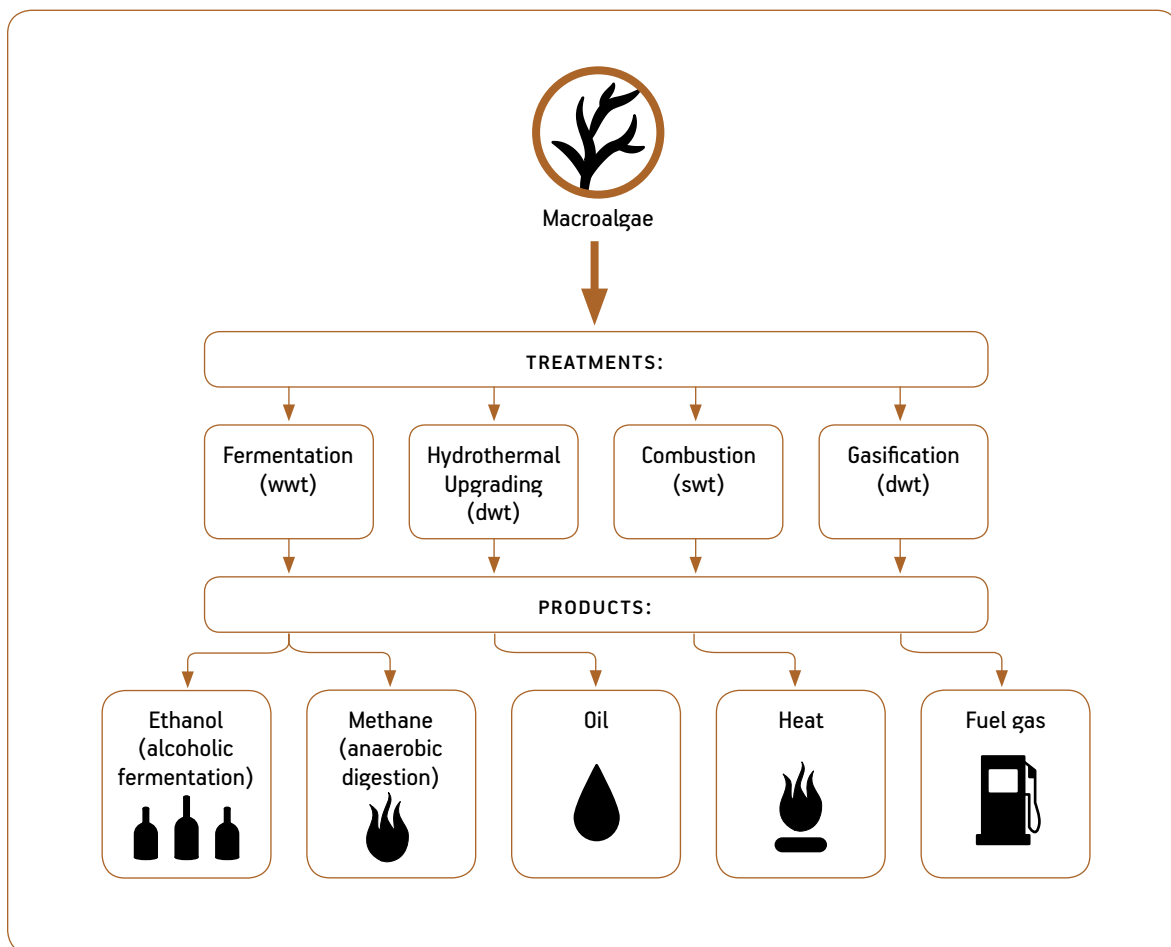 Macroalgae
TREATMENTS:
Fermentation
(wwt)
Hydrothermal
Upgrading
(dwt)
Combustion
(swt)
Gasification
(dwt)
PRODUCTS:
Ethanol
(alcoholic
fermentation)
Methane
(anaerobic
digestion)
Oil
Heat
Fuel gas